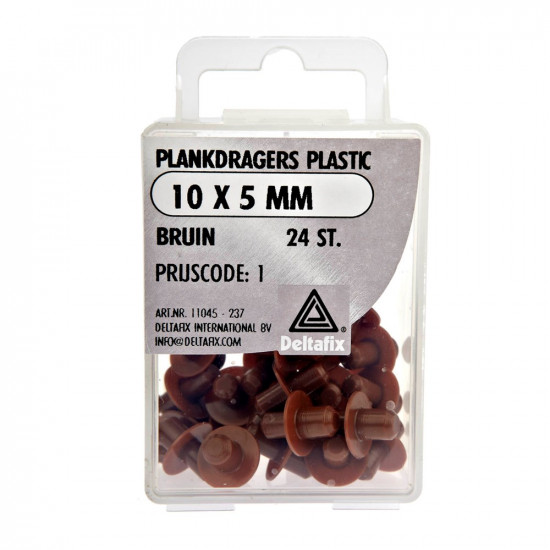 PLANKDRAGERS PLASTIC
10 X 5 MM
BRUIN 24 ST.
PRIJSCODE: 1
ART.NR. 11045 - 237
DELTAFIX INTERNATIONAL BV
INFO@DELTAFIX.COM
®
Deltafix